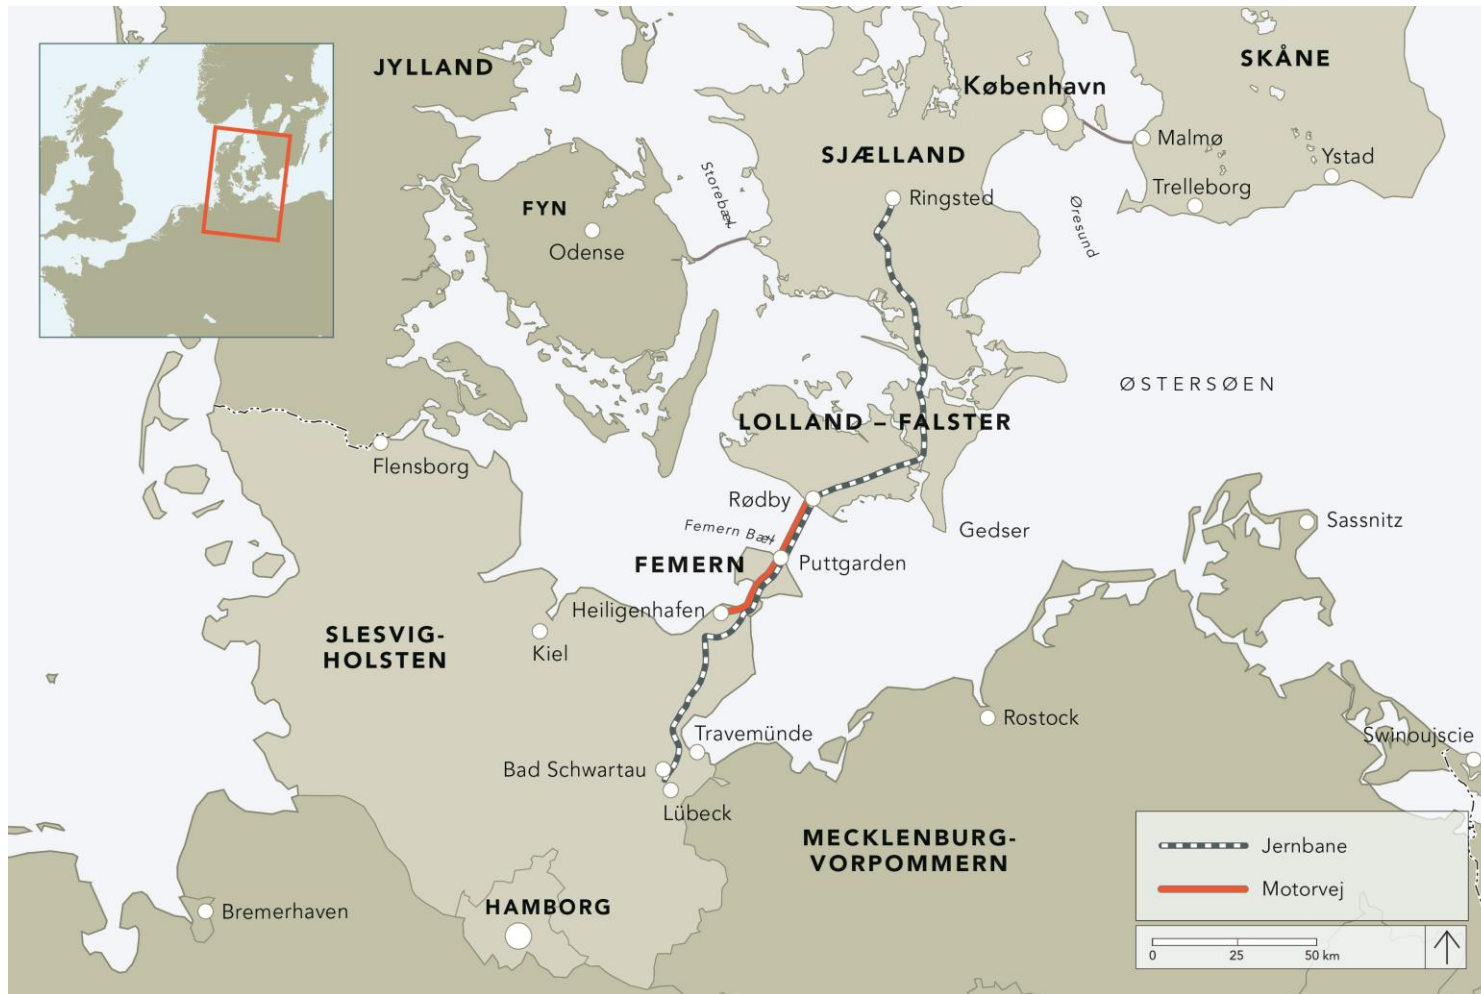 JYLLAND
SKÅNE
København
Malmø
SJÆLLAND
Ystad
Storebælt
Trelleborg
Ringsted
FYN
Øresund
Odense
ØSTERSØEN
LOLLAND – FALSTER
Flensborg
Rødby
Femern Bælt
Gedser
Sassnitz
FEMERN
Puttgarden
Heiligenhafen
SLESVIG-
HOLSTEN
Kiel
Rostock
Travemünde
Swinoujscie
Bad Schwartau
Lübeck
MECKLENBURG-
VORPOMMERN
Jernbane
Motorvej
HAMBORG
Bremerhaven
0 25 50 km